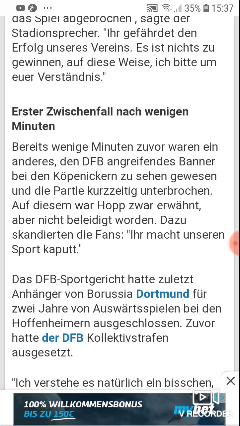 35% 15:37
das Spiel abgebrochen", sagte der
Stadionsprecher. "Ihr gefährdet den
Erfolg unseres Vereins. Es ist nichts zu
gewinnen, auf diese Weise, ich bitte um
euer Verständnis."
Erster Zwischenfall nach wenigen
Minuten
Bereits wenige Minuten zuvor waren ein
anderes, den DFB angreifendes Banner
bei den Köpenickern zu sehen gewesen
und die Partie kurzzeitig unterbrochen.
Auf diesem war Hopp zwar erwähnt,
aber nicht beleidigt worden. Dazu
skandierten die Fans: "Ihr macht unseren
Sport kaputt.'
Das DFB-Sportgericht hatte zuletzt
Anhänger von Borussia Dortmund für
zwei Jahre von Auswärtsspielen bei den
Hoffenheimern ausgeschlossen. Zuvor
hatte der DFB Kollektivstrafen
ausgesetzt.
"Ich verstehe es natürlich ein bisschen,
100% WILLKOMMENSBONUS
BIS ZU 150€
mybet
V RECORDER